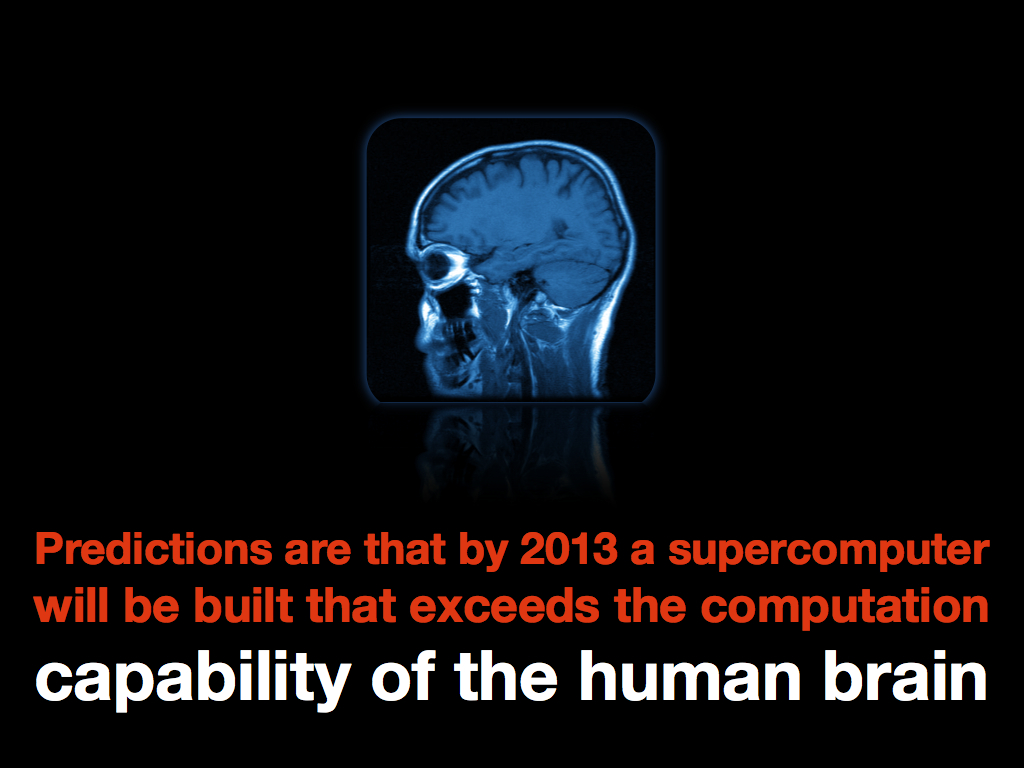 Predictions are that by 2013 a supercomputer
will be built that exceeds the computation
capability of the human brain